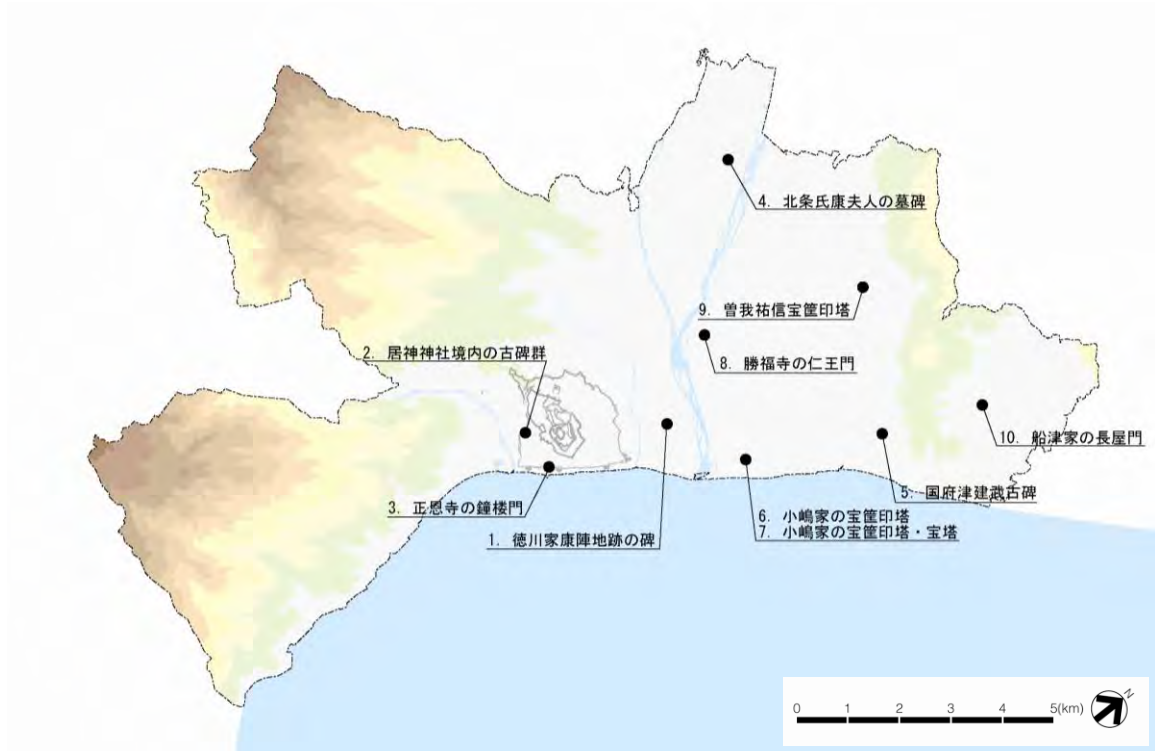 4. 北条氏康夫人の墓碑
9. 曽我祐信宝筐印塔
2. 居神神社境内の古碑群
8. 勝福寺の仁王門
10. 船津家の長屋門
3. 正恩寺の鐘楼門
5. 国府津建武古碑
6. 小嶋家の宝筐印塔
7. 小嶋家の宝筐印塔・宝塔
1. 徳川家康陣地跡の碑
0 1 2 3 4 5(km)
N